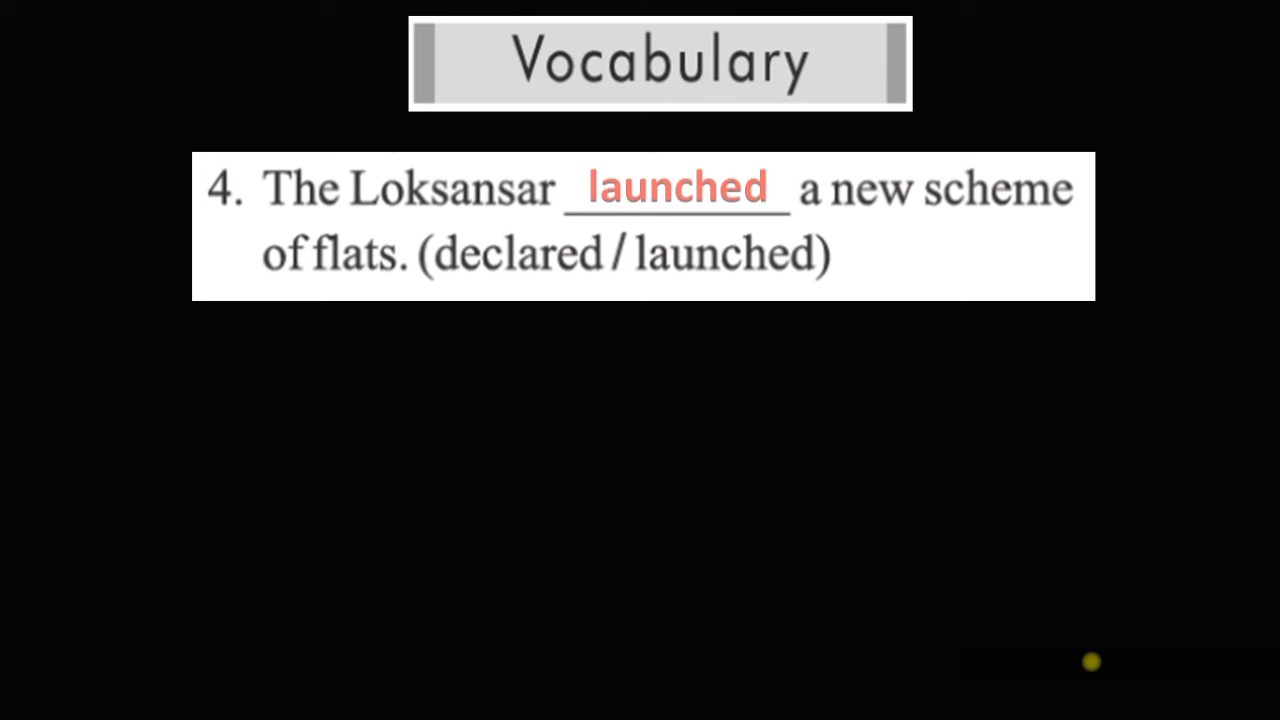 Vocabulary
4. The Loksansar launched a new scheme
of flats. (declared / launched)